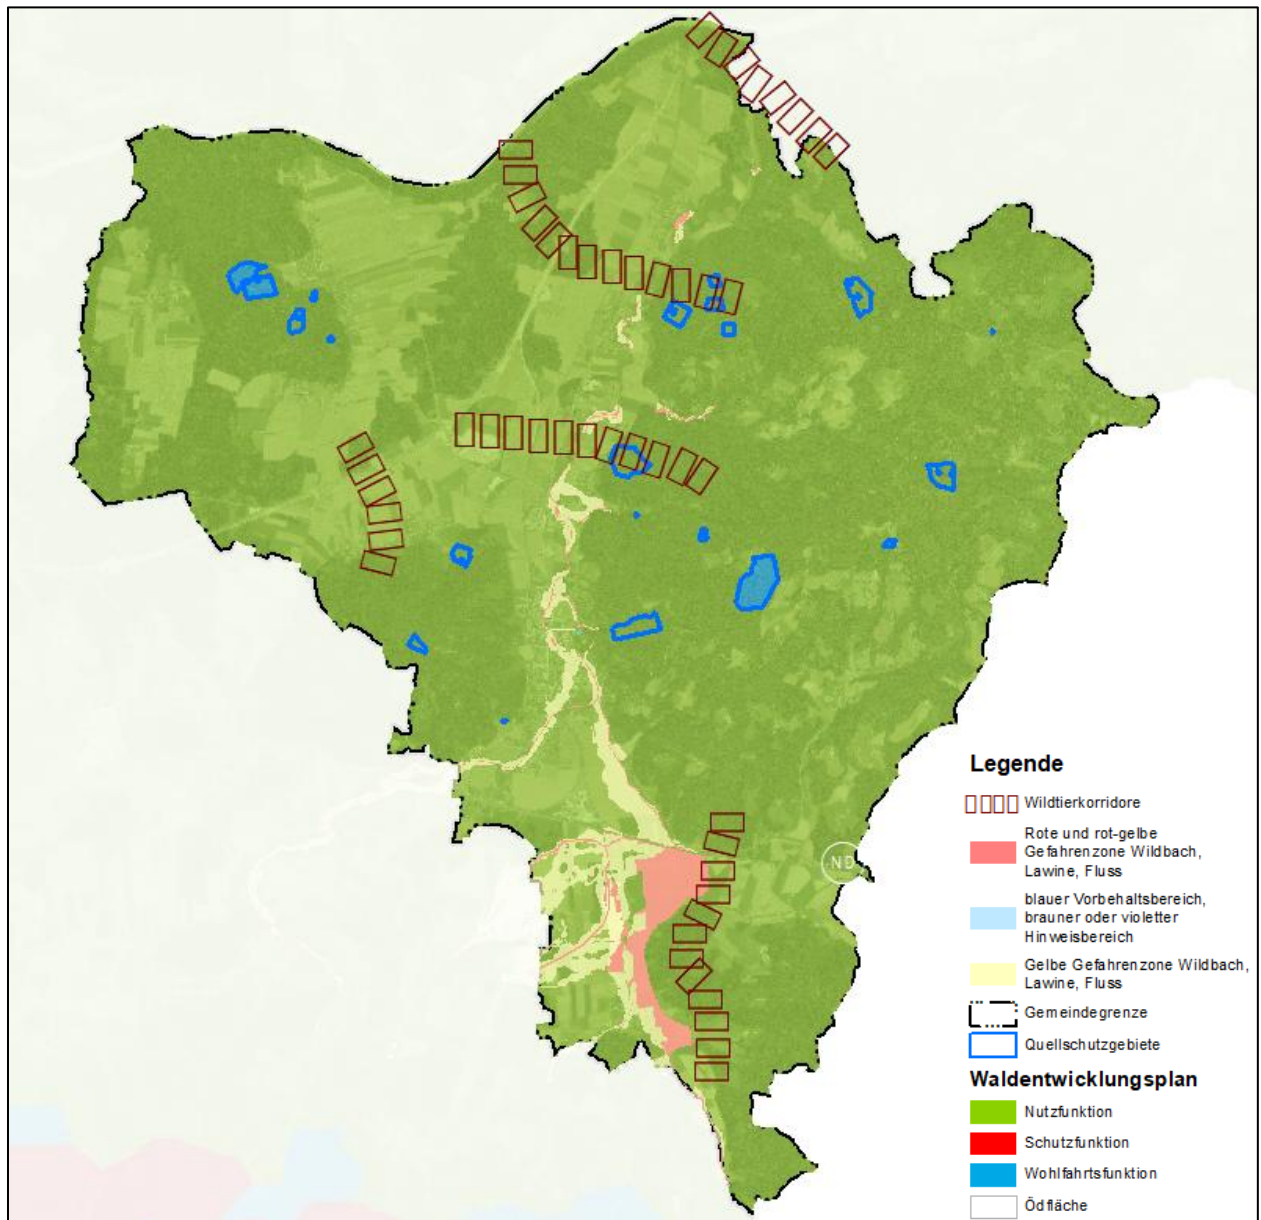 ND
Legende
Wildtierkorridore
Rote und rot-gelbe
Gefahrenzone Wildbach,
Lawine, Fluss
blauer Vorbehaltsbereich,
brauner oder violetter
Hinweisbereich
Gelbe Gefahrenzone Wildbach,
Lawine, Fluss
Gemeindegrenze
Quellschutzgebiete
Waldentwicklungsplan
Nutzfunktion
Schutzfunktion
Wohlfahrtsfunktion
Ödfläche